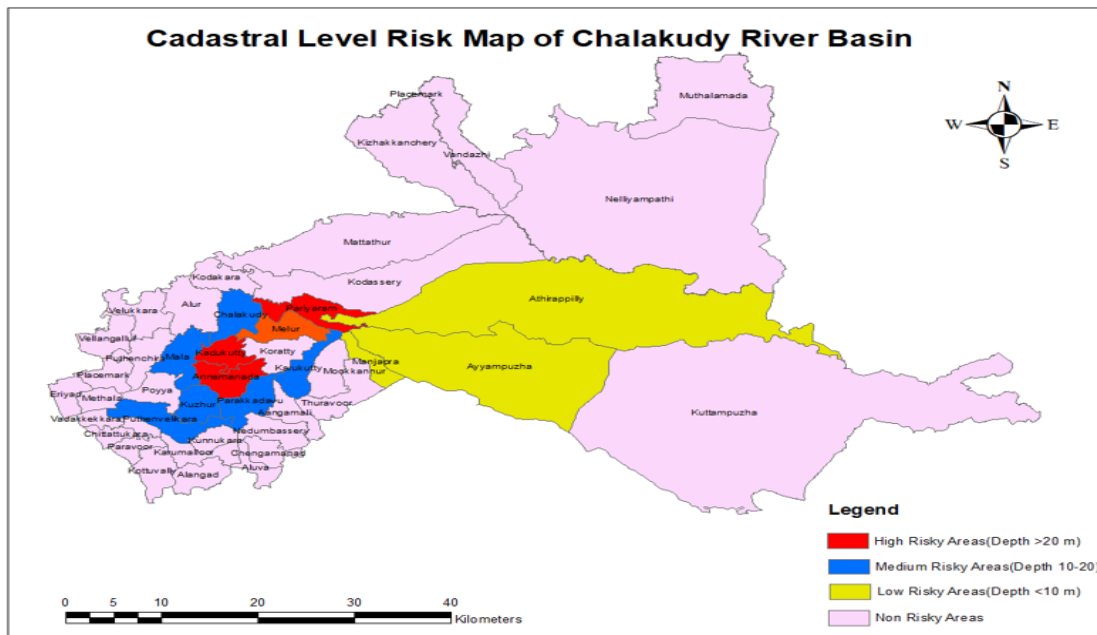 Cadastral Level Risk Map of Chalakudy River Basin
N
W
E
S
Placemark
Muthalamada
Kizhakkanchery
Vandazhi
Nelliyampathi
Mattathur
Kodakara
Kodassery
Athirappilly
Alur
Velukkara
Chalakudy
Pariyaram
Melur
Vellangallur
Kadukutty
Koratty
Puthenchira
Mala
Manjapra
Ayyampuzha
Placemark
Annamanada
Karukutty
Mookkannur
Eriyad
Methala
Poyya
Kuzhur
Parakkadavu
Thuravoor
Kuttampuzha
Vadakkekkara
Puthenvelikara
Aangamali
Chittattukara
Nedumbassery
Kunnukara
Paravoor
Karumalloor
Chengamanad
Kottuvally
Alangad
Aluva
Legend
High Risky Areas(Depth >20 m)
Medium Risky Areas(Depth 10-20)
Low Risky Areas(Depth <10 m)
Non Risky Areas
0 5 10 20 30 40
Kilometers